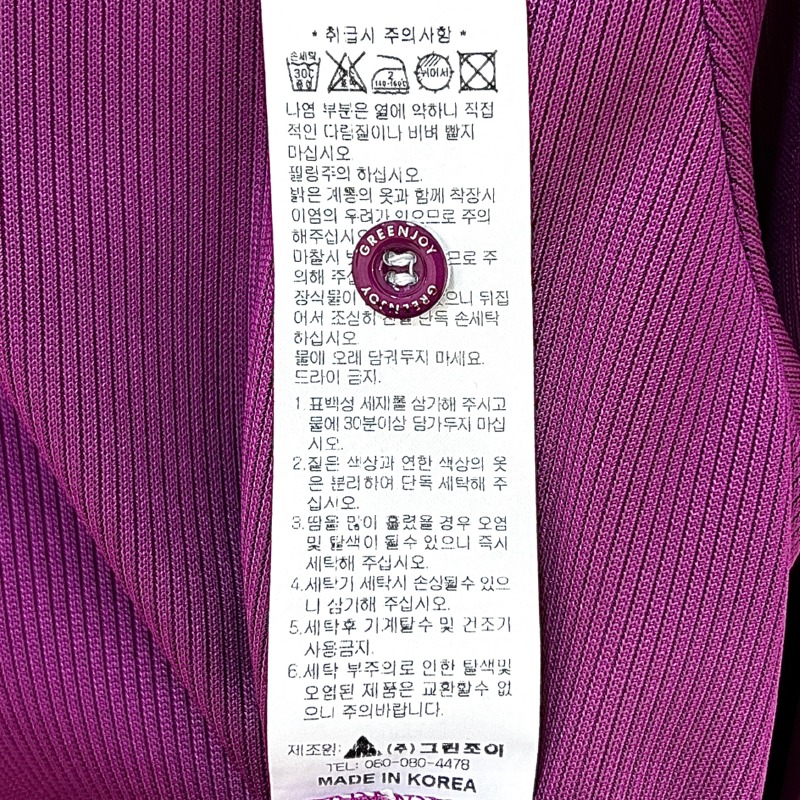 * 취급시 주의사항 *
손세탁
30℃
중성
2
140-160℃
뉘어서
나염 부분은 열에 약하니 직접
적인 다림질이나 비벼 빨지
마십시오.
필링주의 하십시오.
밝은 계통의 옷과 함께 착장시
이염의 우려가 있으므로 주의
해주십시오
마찰시 므로 주
의해 주십
장식물이 있으니 뒤집
어서 조심히 단독 손세탁
하십시오
물에 오래 담궈두지 마세요.
드라이 금지.
1.표백성 세재를 삼가해 주시고
물에 30분이상 담가두지 마십
시오.
2.짙은 색상과 연한 색상의 옷
은 분리하여 단독 세탁해 주
십시오.
3.땀을 많이 흘렸을 경우 오염
및 탈색이 될수 있으니 즉시
세탁해 주십시오.
4.세탁기 세탁시 손상될수 있으
니 삼가해 주십시오.
5.세탁후 기계탈수 및 건조기
사용금지.
6.세탁 부주의로 인한 탈색및
오염된 제품은 교환할수 없
으니 주의바랍니다.
GREENJOY
GREENJOY
제조원: (주)그린조이
TEL: 080-080-4478
MADE IN KOREA